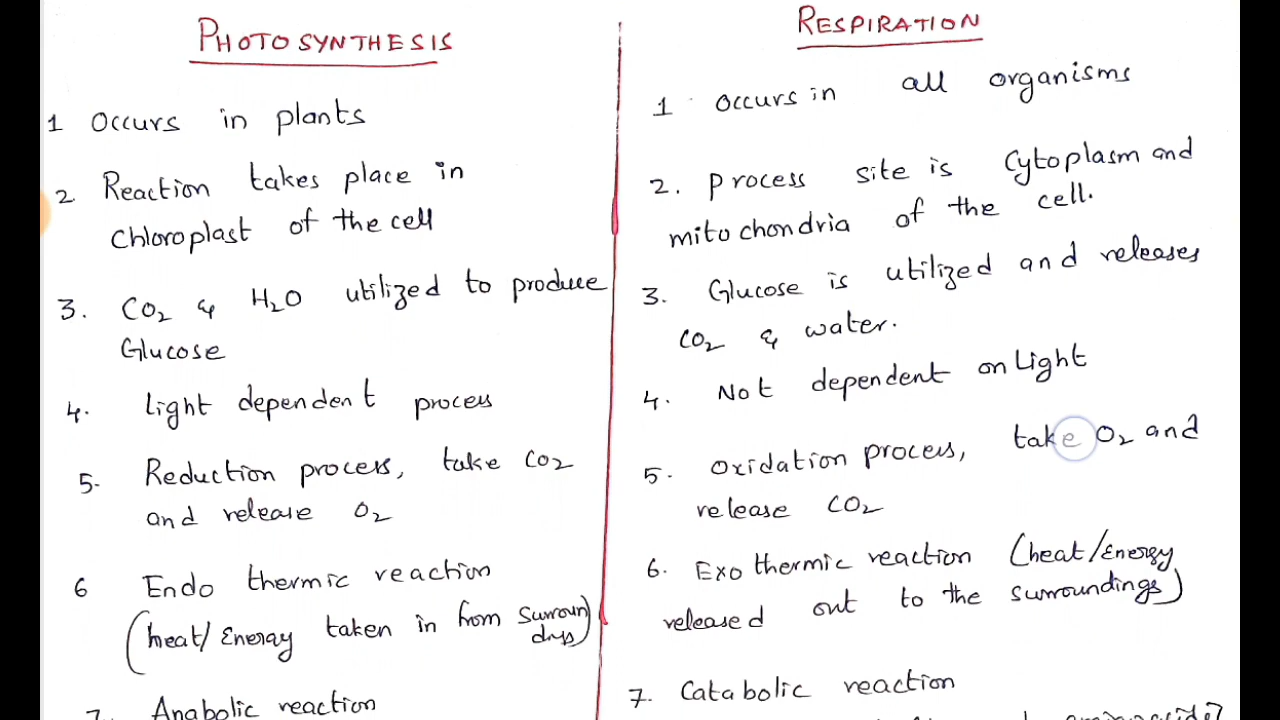 PHOTOSYNTHESIS
1 Occurs in plants
2. Reaction takes place in
Chloroplast of the cell
3. CO2 & H2O utilized to produce
Glucose
4. Light dependent process
5. Reduction process, take CO2
and release O2
6 Endo thermic reaction
(heat/Energy taken in from surroun
7. Anabolic reaction
RESPIRATION
1 Occurs in all organisms
2. Process site is Cytoplasm and
mitochondria of the cell.
3. Glucose is utilized and releases
CO2 & water.
4. Not dependent on Light
5. Oxidation process, take O2 and
release CO2
6. Exo thermic reaction (heat/Energy
released out to the surroundings)
7. Catabolic reaction